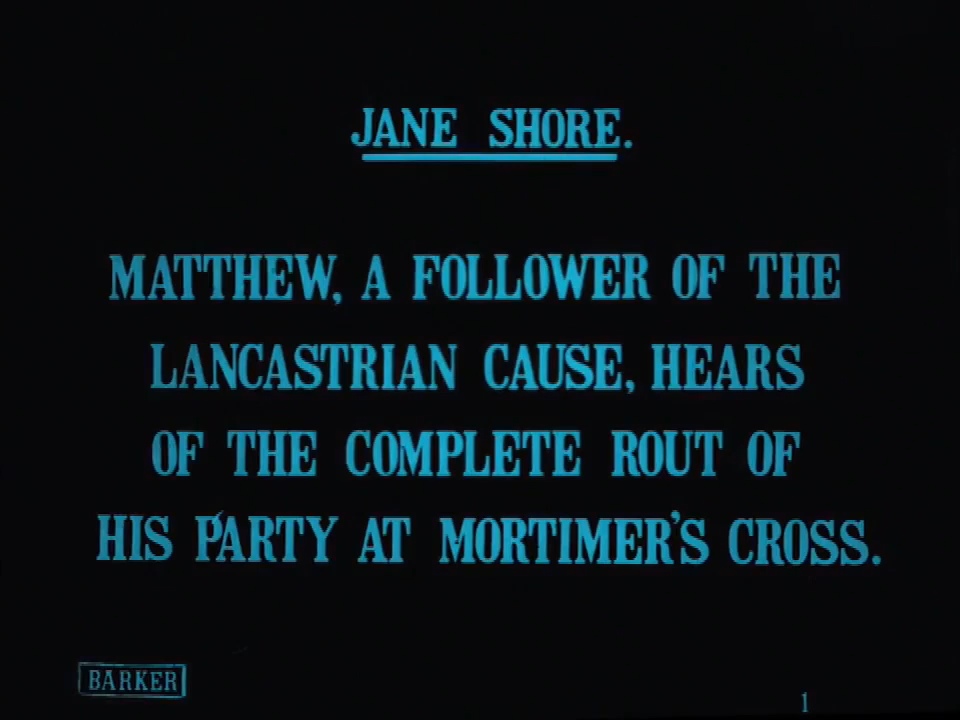 JANE SHORE.
MATTHEW, A FOLLOWER OF THE
LANCASTRIAN CAUSE, HEARS
OF THE COMPLETE ROUT OF
HIS PARTY AT MORTIMER'S CROSS.
BARKER
1